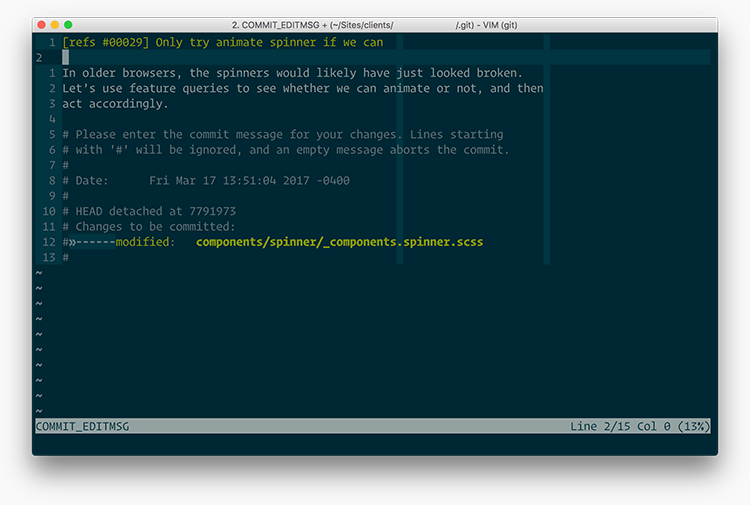 2. COMMIT_EDITMSG + (~/Sites/clients/ /.git) - VIM (git)
1 [refs #00029] Only try animate spinner if we can
2
1 In older browsers, the spinners would likely have just looked broken.
2 Let's use feature queries to see whether we can animate or not, and then
3 act accordingly.
4
5 # Please enter the commit message for your changes. Lines starting
6 # with '#' will be ignored, and an empty message aborts the commit.
7 #
8 # Date:      Fri Mar 17 13:51:04 2017 -0400
9 #
10 # HEAD detached at 7791973
11 # Changes to be committed:
12 #»------modified:   components/spinner/_components.spinner.scss
13 #
~
~
~
~
~
~
~
~
~
COMMIT_EDITMSG Line 2/15 Col 0 (13%)